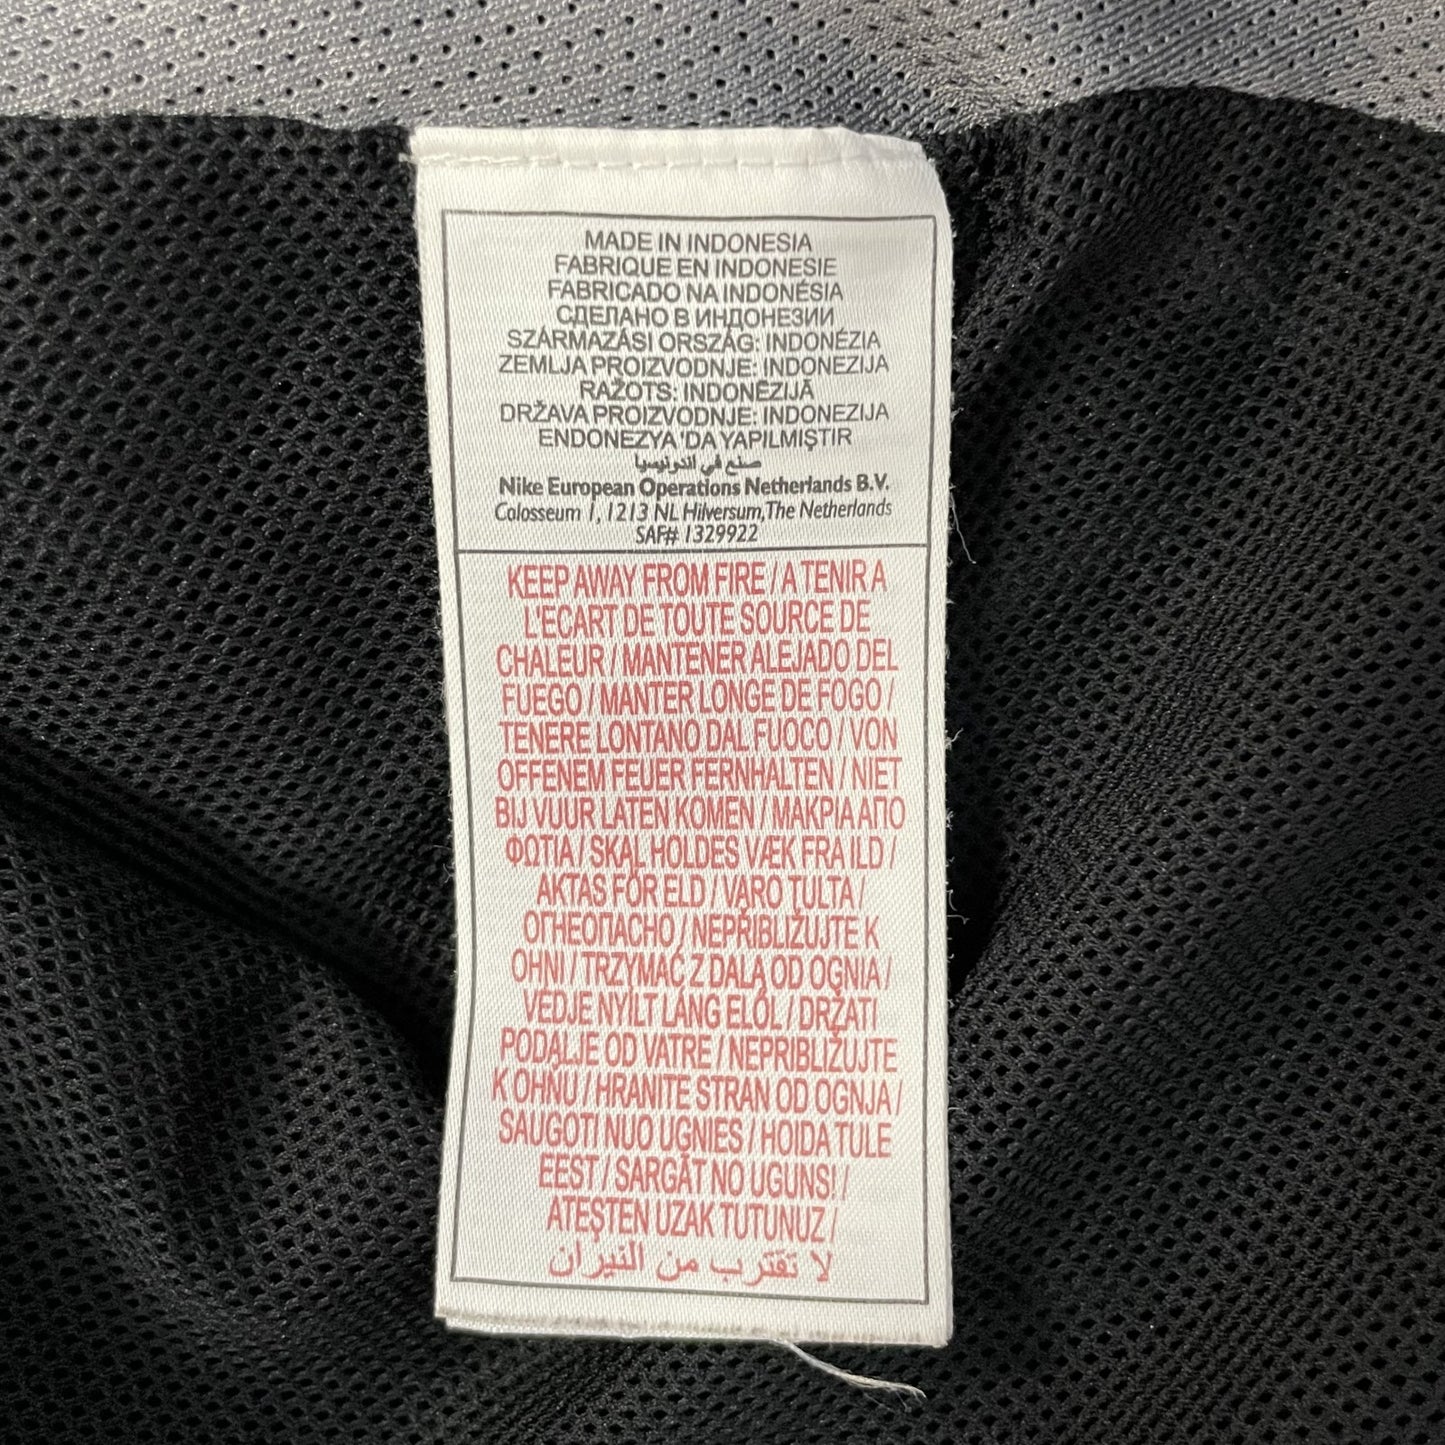 MADE IN INDONESIA
FABRIQUE EN INDONESIE
FABRICADO NA INDONÉSIA
СДЕЛАНО В ИНДОНЕЗИИ
SZÁRMAZÁSI ORSZÁG: INDONÉZIA
ZEMLJA PROIZVODNJE: INDONEZIJA
RAŽOTS: INDONĒZIJĀ
DRŽAVA PROIZVODNJE: INDONEZIJA
ENDONEZYA 'DA YAPILMIŞTIR
صنع في اندونيسيا
Nike European Operations Netherlands B.V.
Colosseum 1, 1213 NL Hilversum, The Netherlands
SAF# 1329922
KEEP AWAY FROM FIRE / A TENIR A
L'ECART DE TOUTE SOURCE DE
CHALEUR / MANTENER ALEJADO DEL
FUEGO / MANTER LONGE DE FOGO /
TENERE LONTANO DAL FUOCO / VON
OFFENEM FEUER FERNHALTEN / NIET
BIJ VUUR LATEN KOMEN / ΜΑΚΡΙΑ ΑΠΟ
ΦΩΤΙΑ / SKAL HOLDES VÆK FRA ILD /
AKTAS FÖR ELD / VARO TULTA /
ОГНЕОПАСНО / NEPŘIBLIŽUJTE K
OHNI / TRZYMAĆ Z DALA OD OGNIA /
VÉDJE NYÍLT LÁNG ELŐL / DRŽATI
PODALJE OD VATRE / NEPRIBLIŽUJTE
K OHŇU / HRANITE STRAN OD OGNJA /
SAUGOTI NUO UGNIES / HOIDA TULE
EEST / SARGĀT NO UGUNS! /
ATEŞTEN UZAK TUTUNUZ /
لا تقترب من النيران